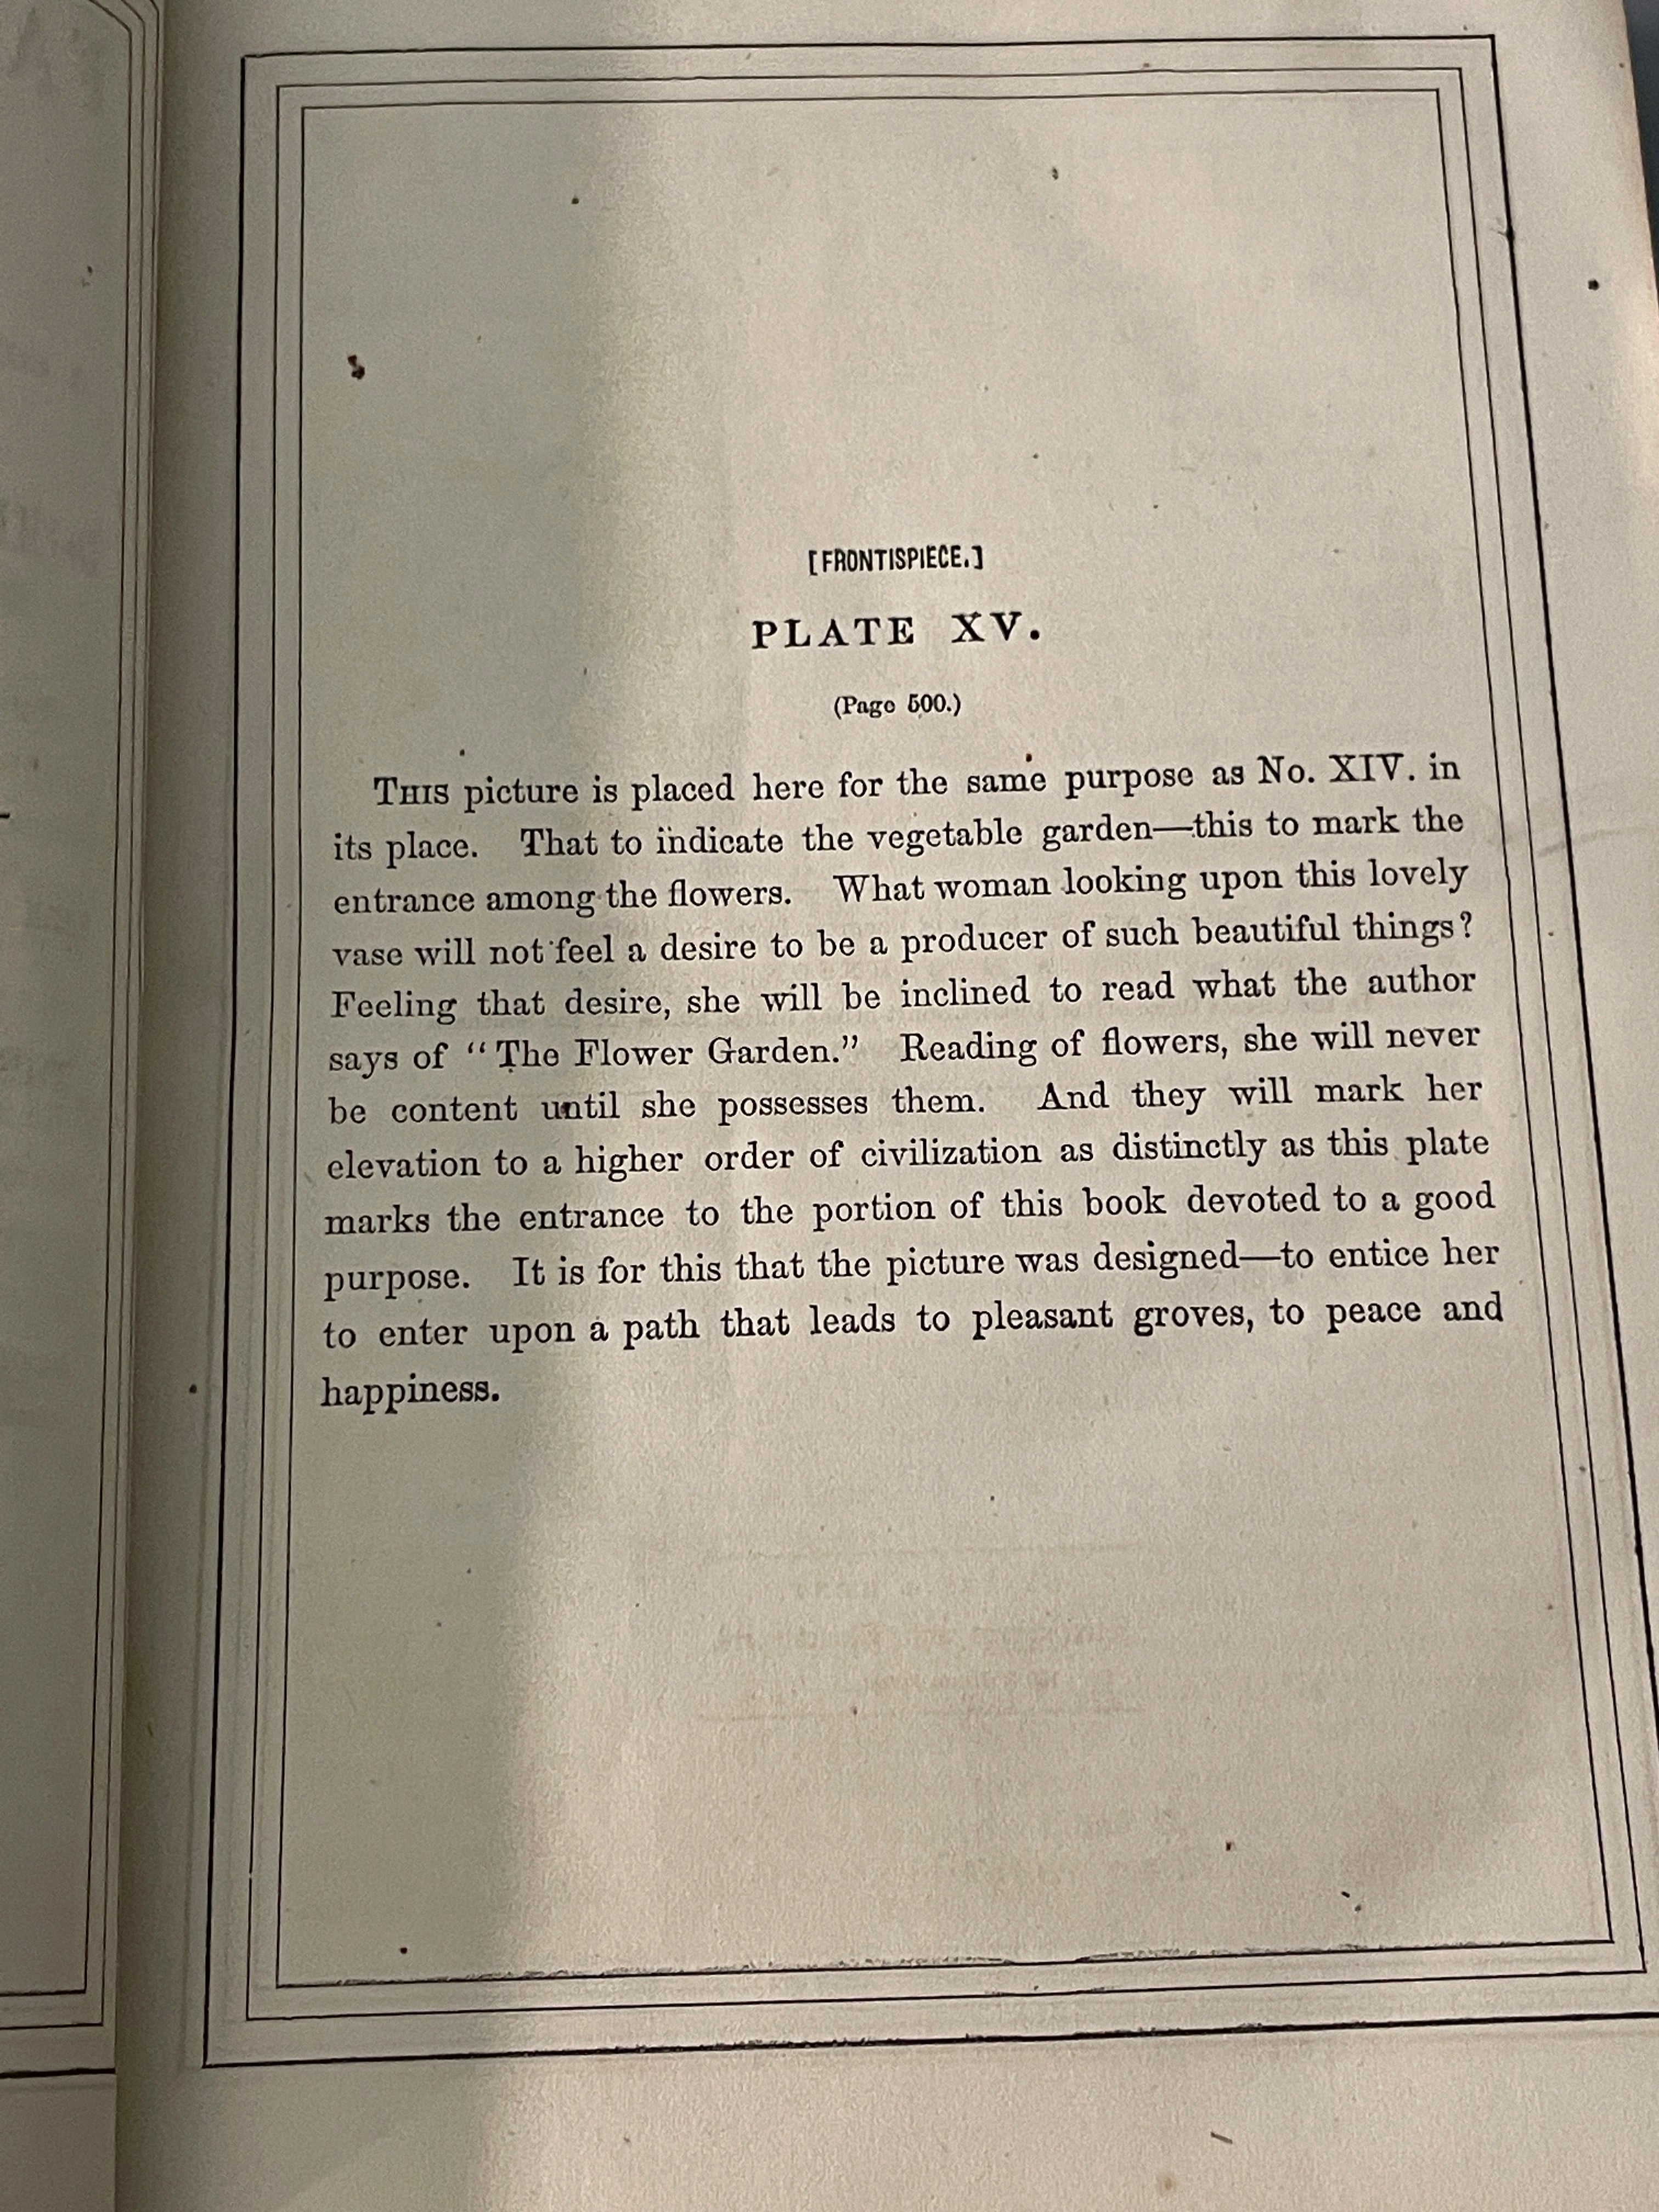 [FRONTISPIECE.]
PLATE XV.
(Page 500.)
THIS picture is placed here for the same purpose as No. XIV. in
its place. That to indicate the vegetable garden—this to mark the
entrance among the flowers. What woman looking upon this lovely
vase will not feel a desire to be a producer of such beautiful things?
Feeling that desire, she will be inclined to read what the author
says of “The Flower Garden.” Reading of flowers, she will never
be content until she possesses them. And they will mark her
elevation to a higher order of civilization as distinctly as this plate
marks the entrance to the portion of this book devoted to a good
purpose. It is for this that the picture was designed—to entice her
to enter upon a path that leads to pleasant groves, to peace and
happiness.